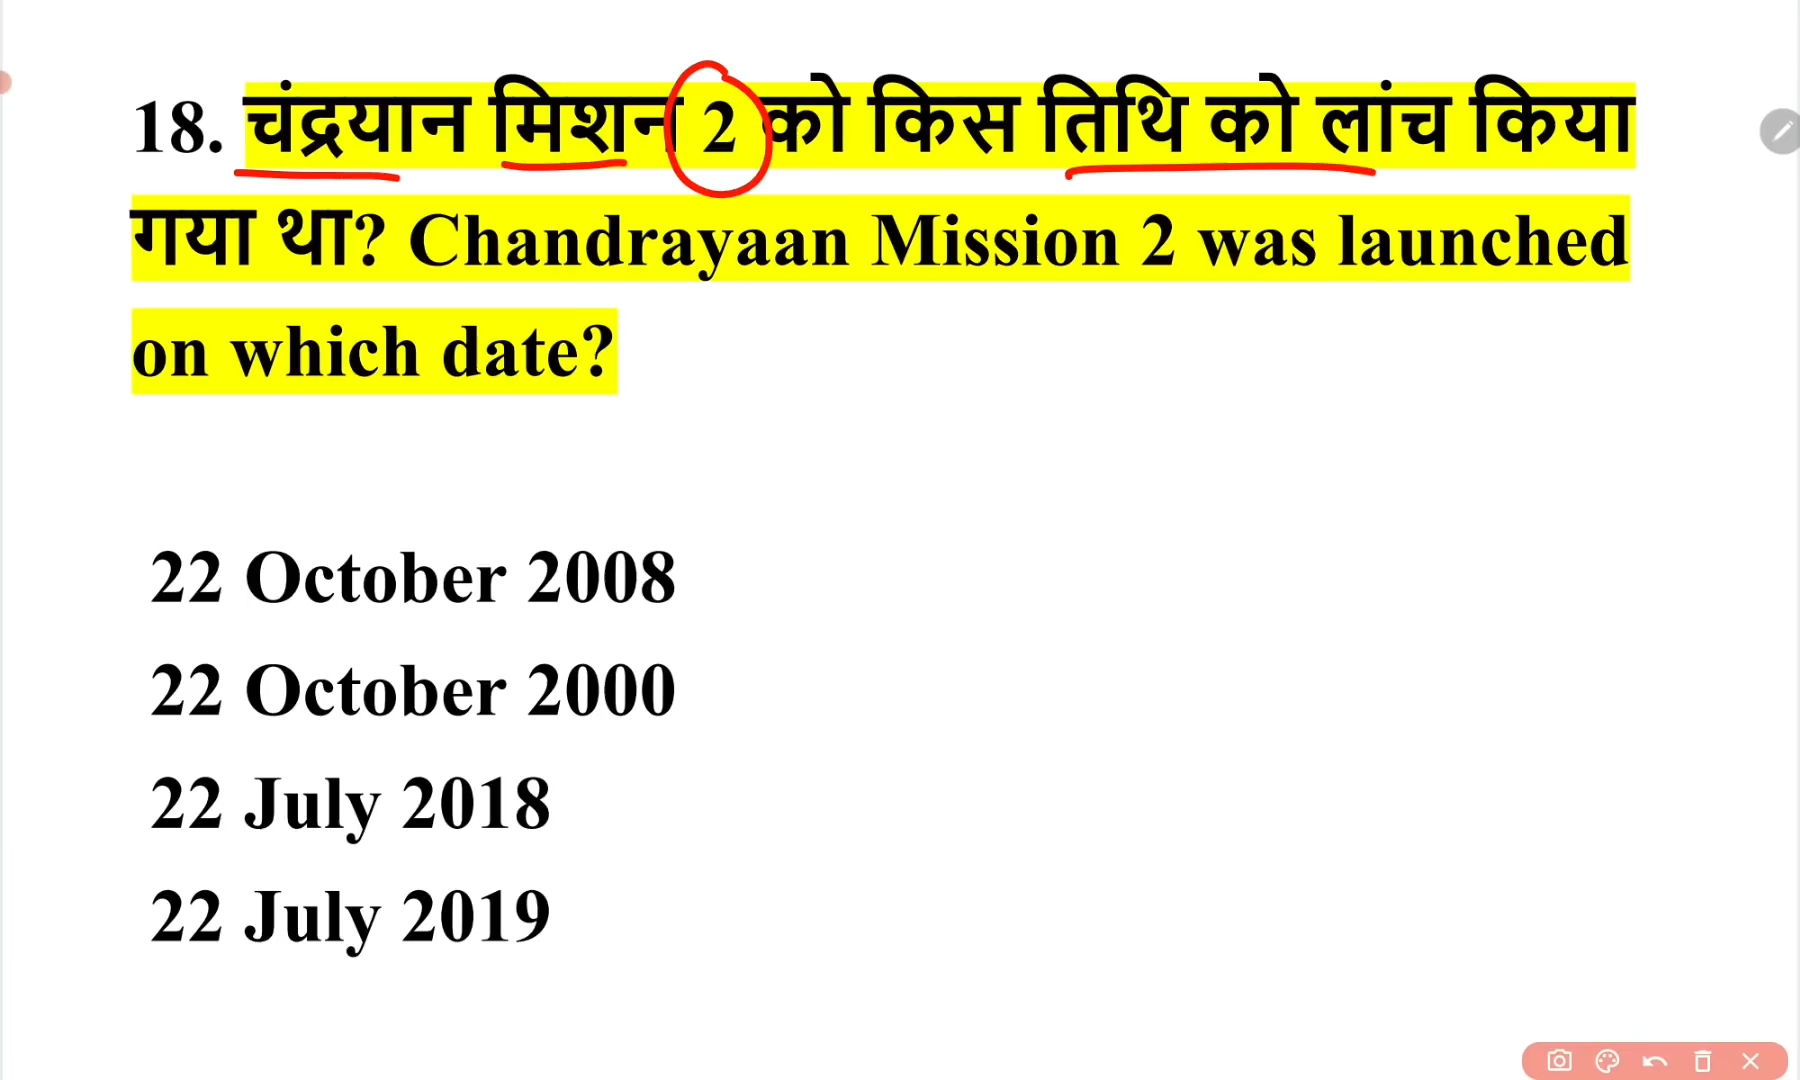 18. चंद्रयान मिशन 2 को किस तिथि को लांच किया
गया था? Chandrayaan Mission 2 was launched
on which date?
22 October 2008
22 October 2000
22 July 2018
22 July 2019